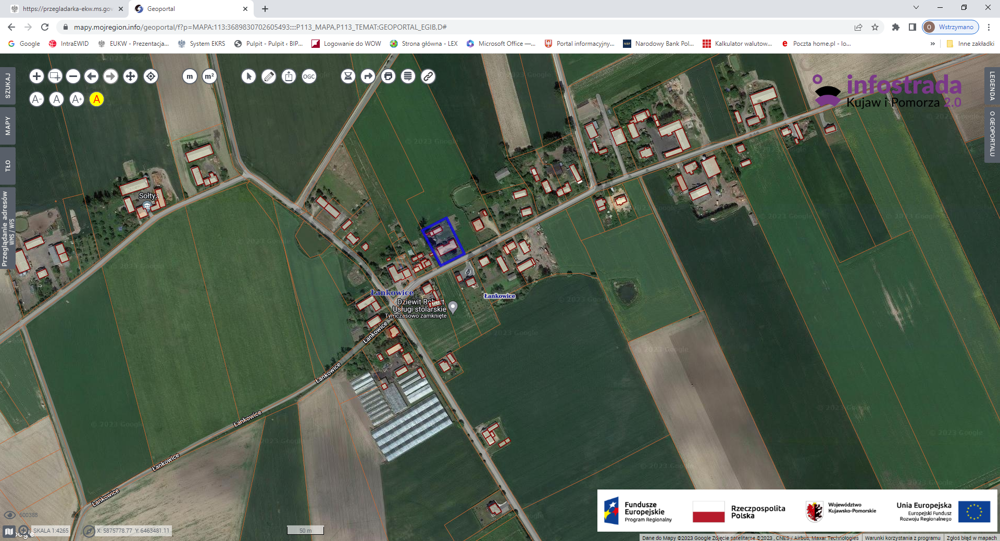 https://przegladarka-ekw.ms.gov
Geoportal
mapy.mojregion.info/geoportal/f?p=MAPA:113:3689830702605493::::P113_MAPA,P113_TEMAT:GEOPORTAL_EGIB,D#
O Wstrzymano
Google
IntraEWID
EUKW - Prezentacja...
System EKRS
Pulpit - Pulpit ‹ BIP...
Logowanie do WOW
Strona główna - LEX
Microsoft Office —...
Portal informacyjny...
NBP
Narodowy Bank Pol...
Kalkulator walutow...
Poczta home.pl - lo...
»
Inne zakładki
m
m²
OGC
A-
A
A+
A
SZUKAJ
MAPY
TŁO
Przeglądanie adresów
WMS / WFS
LEGENDA
O GEOPORTALU
infostrada
Kujaw i Pomorza 2.0
Sołtys
Łankowice
Łankowice
Dziewit Robert.
Usługi stolarskie
Tymczasowo zamknięte
Łankowice
Łankowice
Łankowice
Łankowice
Łankowice
© 2023 Google
600388
SKALA 1:4265
X: 5875778.77 Y: 6463481.11
50 m
Fundusze
Europejskie
Program Regionalny
Rzeczpospolita
Polska
Województwo
Kujawsko-Pomorskie
Unia Europejska
Europejski Fundusz
Rozwoju Regionalnego
Dane do Mapy ©2023 Google Zdjęcie satelitarne ©2023 , CNES / Airbus, Maxar Technologies
Warunki korzystania z programu
Zgłoś błąd w mapach